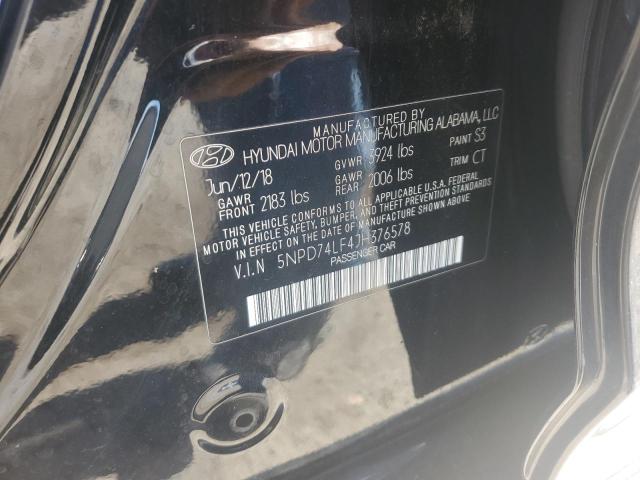 MANUFACTURED BY
HYUNDAI MOTOR MANUFACTURING ALABAMA, LLC
Jun/12/18 GVWR 3924 lbs PAINT S3
GAWR FRONT 2183 lbs GAWR REAR 2006 lbs TRIM CT
THIS VEHICLE CONFORMS TO ALL APPLICABLE U.S.A. FEDERAL
MOTOR VEHICLE SAFETY, BUMPER, AND THEFT PREVENTION STANDARDS
IN EFFECT ON THE DATE OF MANUFACTURE SHOWN ABOVE.
V.I.N 5NPD74LF4JH376578
PASSENGER CAR